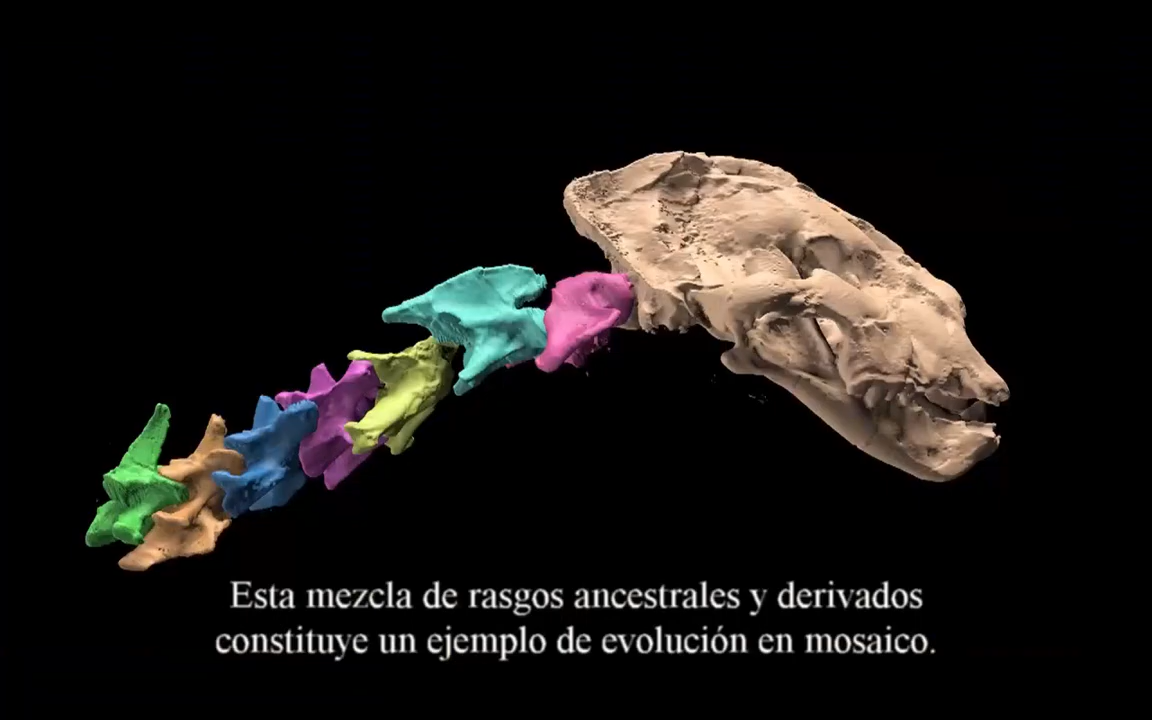 Esta mezcla de rasgos ancestrales y derivados
constituye un ejemplo de evolución en mosaico.